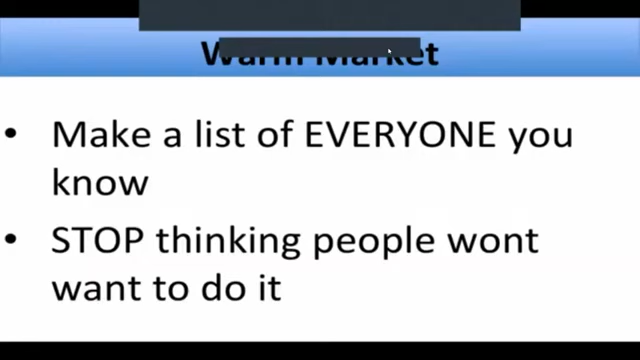 Warm Market
• Make a list of EVERYONE you
know
• STOP thinking people wont
want to do it